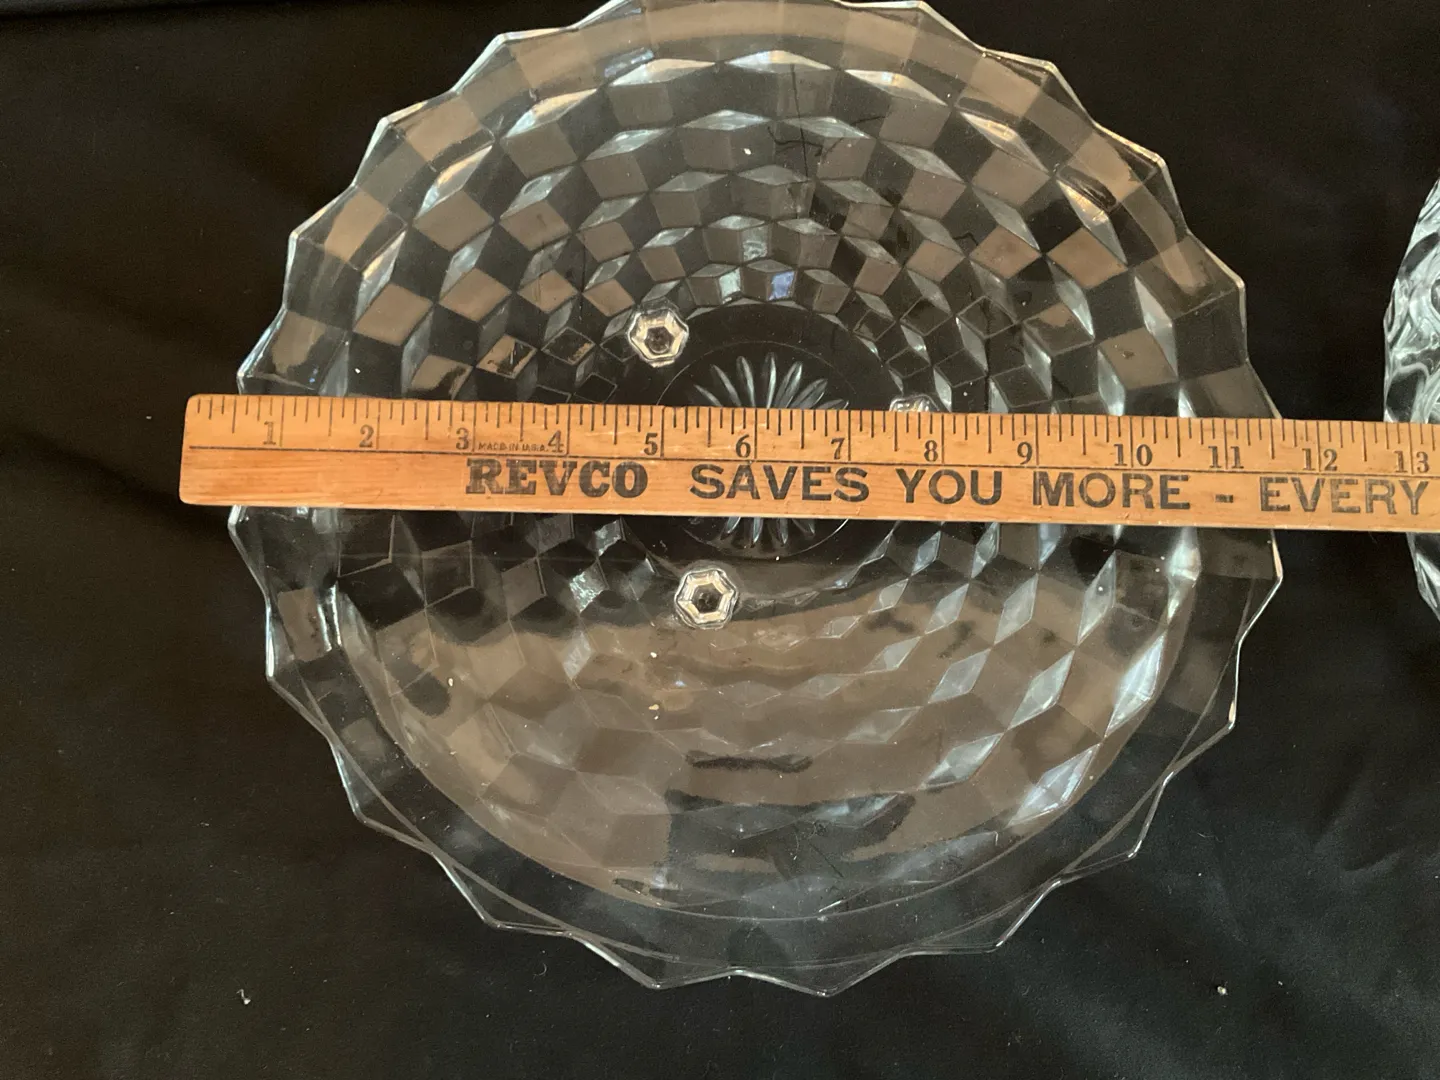 1 2 3 4 5 6 7 8 9 10 11 12 13
MADE IN U.S.A.
REVCO SAVES YOU MORE - EVERY